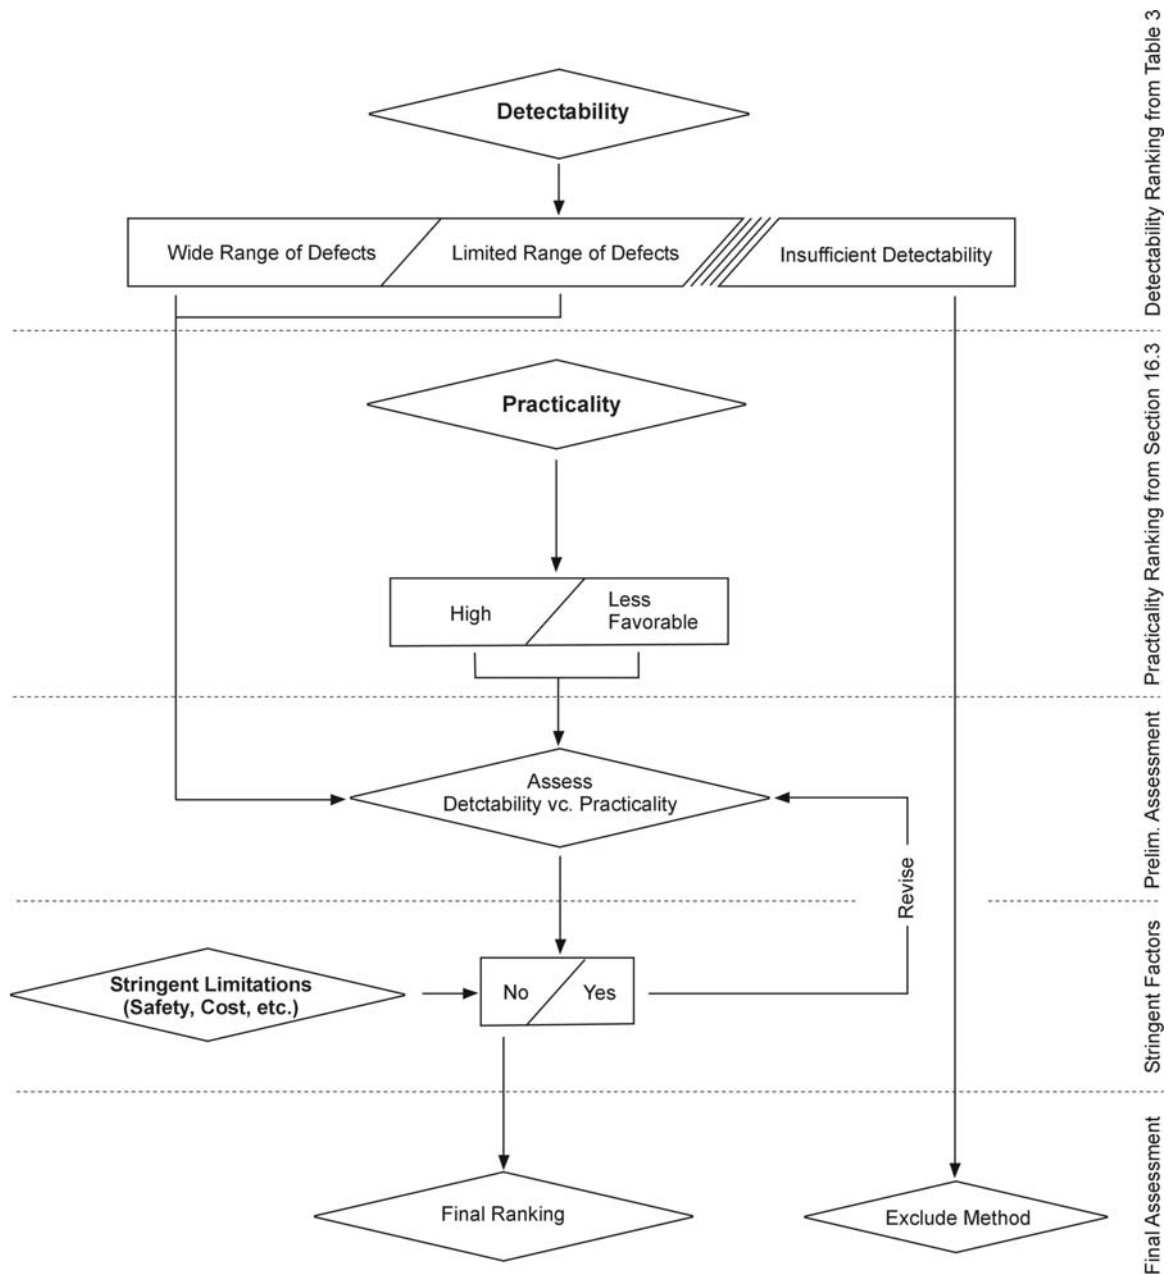 Detectability
Wide Range of Defects
Limited Range of Defects
Insufficient Detectability
Detectability Ranking from Table 3
Practicality
High
Less
Favorable
Practicality Ranking from Section 16.3
Assess
Detctability vc. Practicality
Prelim. Assessment
Revise
Stringent Limitations
(Safety, Cost, etc.)
No
Yes
Stringent Factors
Final Ranking
Exclude Method
Final Assessment